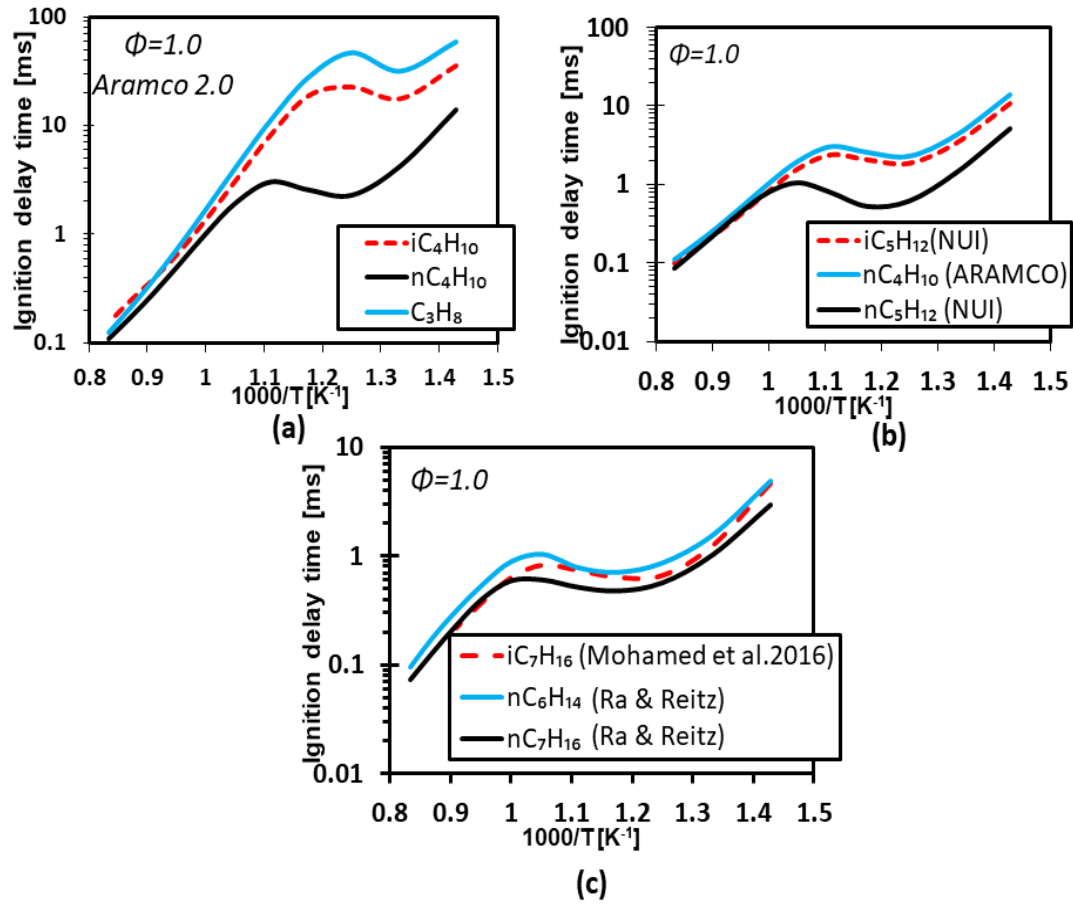 Ignition delay time [ms]
100
10
1
0.1
Φ=1.0
Aramco 2.0
iC₄H₁₀
nC₄H₁₀
C₃H₈
0.8 0.9 1 1.1 1.2 1.3 1.4 1.5
1000/T[K⁻¹]
(a)
Ignition delay time [ms]
100
10
1
0.1
0.01
Φ=1.0
iC₅H₁₂(NUI)
nC₄H₁₀ (ARAMCO)
nC₅H₁₂ (NUI)
0.8 0.9 1 1.1 1.2 1.3 1.4 1.5
1000/T[K⁻¹]
(b)
Ignition delay time [ms]
10
1
0.1
0.01
Φ=1.0
iC₇H₁₆ (Mohamed et al.2016)
nC₆H₁₄ (Ra & Reitz)
nC₇H₁₆ (Ra & Reitz)
0.8 0.9 1 1.1 1.2 1.3 1.4 1.5
1000/T[K⁻¹]
(c)